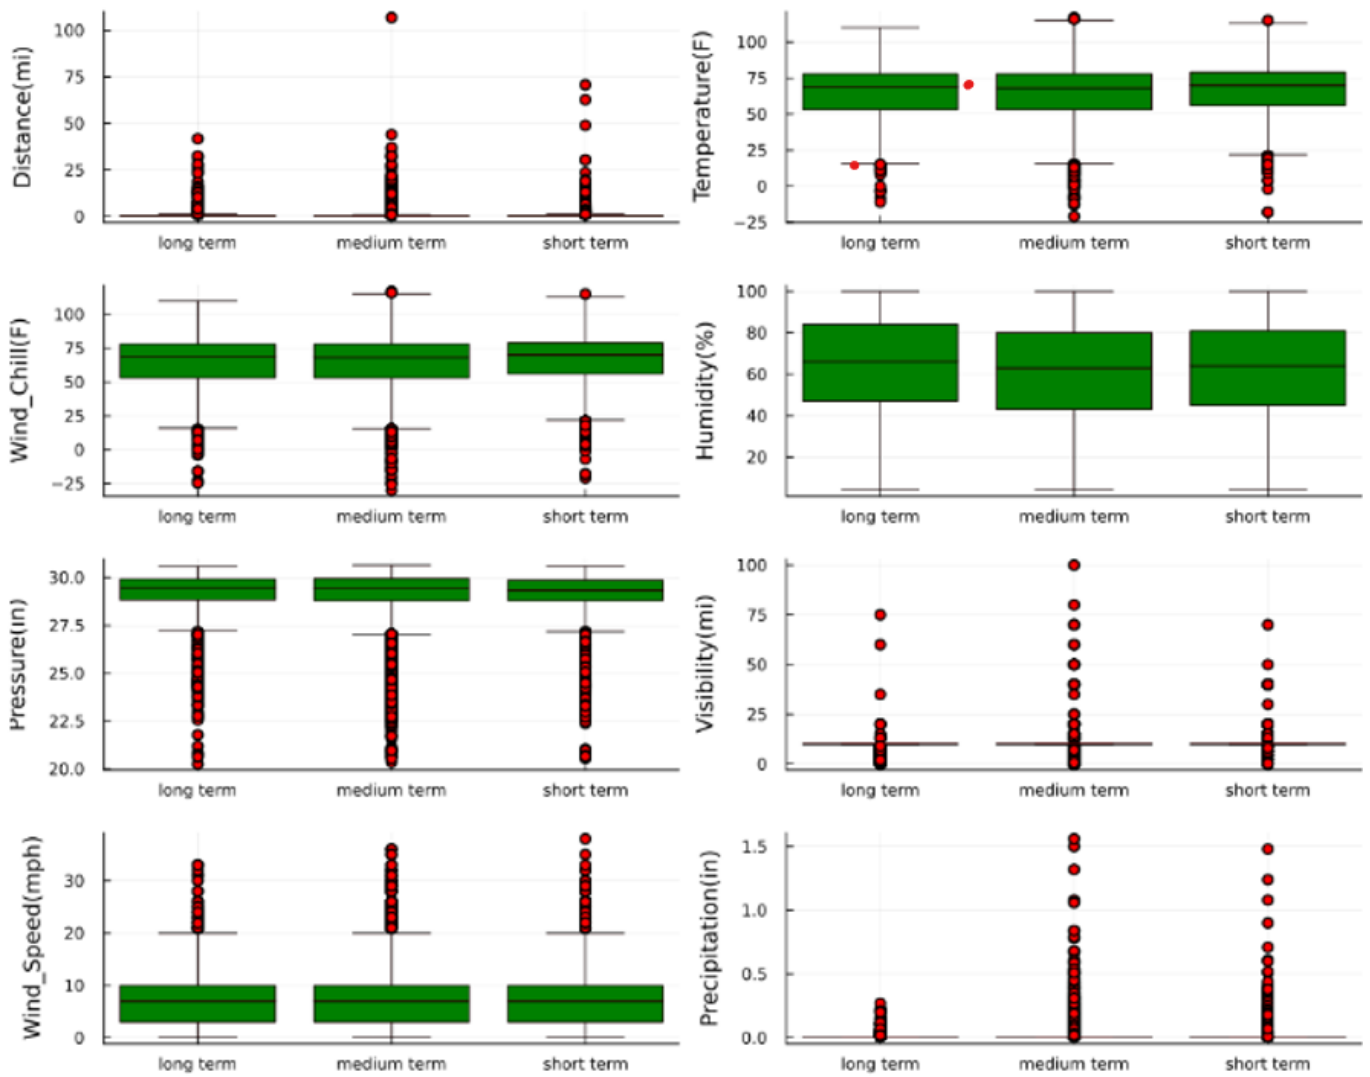 Distance(mi)
100
75
50
25
0
long term medium term short term
Temperature(F)
100
75
50
25
0
−25
long term medium term short term
Wind_Chill(F)
100
75
50
25
0
−25
long term medium term short term
Humidity(%)
100
80
60
40
20
long term medium term short term
Pressure(in)
30.0
27.5
25.0
22.5
20.0
long term medium term short term
Visibility(mi)
100
75
50
25
0
long term medium term short term
Wind_Speed(mph)
30
20
10
0
long term medium term short term
Precipitation(in)
1.5
1.0
0.5
0.0
long term medium term short term